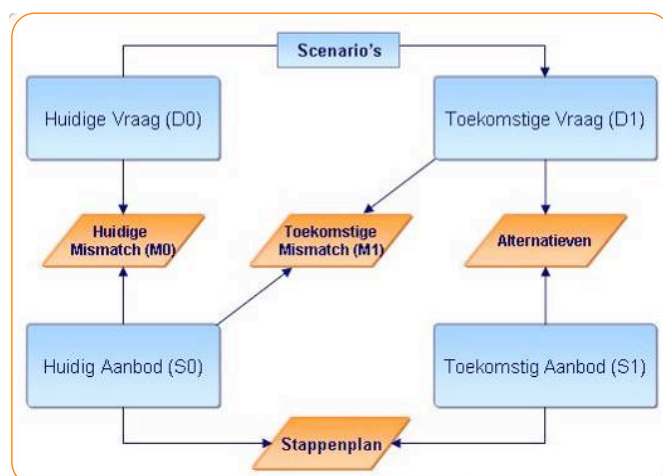 Scenario's
Huidige Vraag (D0)
Toekomstige Vraag (D1)
Huidige
Mismatch (M0)
Toekomstige
Mismatch (M1)
Alternatieven
Huidig Aanbod (S0)
Toekomstig Aanbod (S1)
Stappenplan